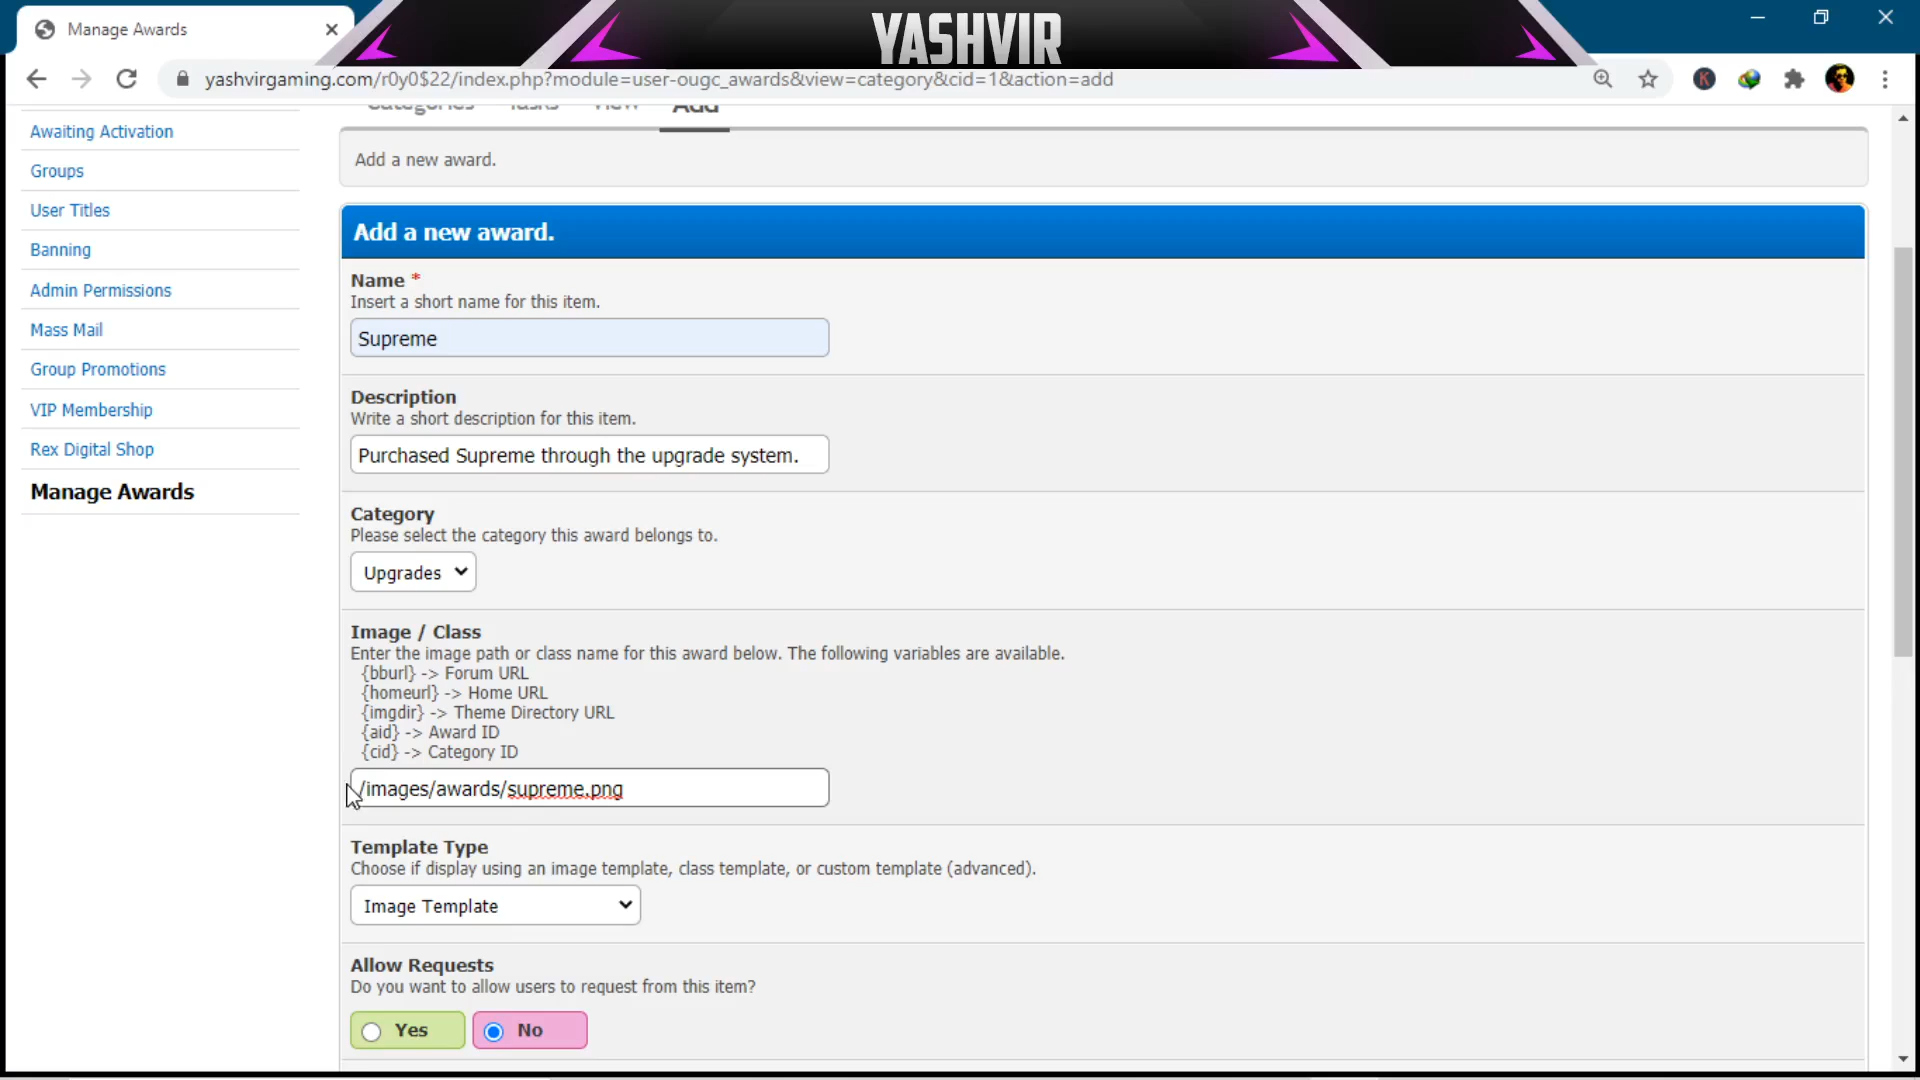 Manage Awards
YASHVIR
yashvirgaming.com/r0y0$22/index.php?module=user-ougc_awards&view=category&cid=1&action=add
K
Categories Tasks View Add
Awaiting Activation
Groups
User Titles
Banning
Admin Permissions
Mass Mail
Group Promotions
VIP Membership
Rex Digital Shop
Manage Awards
Add a new award.
Add a new award.
Name *
Insert a short name for this item.
Supreme
Description
Write a short description for this item.
Purchased Supreme through the upgrade system.
Category
Please select the category this award belongs to.
Upgrades
Image / Class
Enter the image path or class name for this award below. The following variables are available.
{bburl} -> Forum URL
{homeurl} -> Home URL
{imgdir} -> Theme Directory URL
{aid} -> Award ID
{cid} -> Category ID
/images/awards/supreme.png
Template Type
Choose if display using an image template, class template, or custom template (advanced).
Image Template
Allow Requests
Do you want to allow users to request from this item?
Yes No